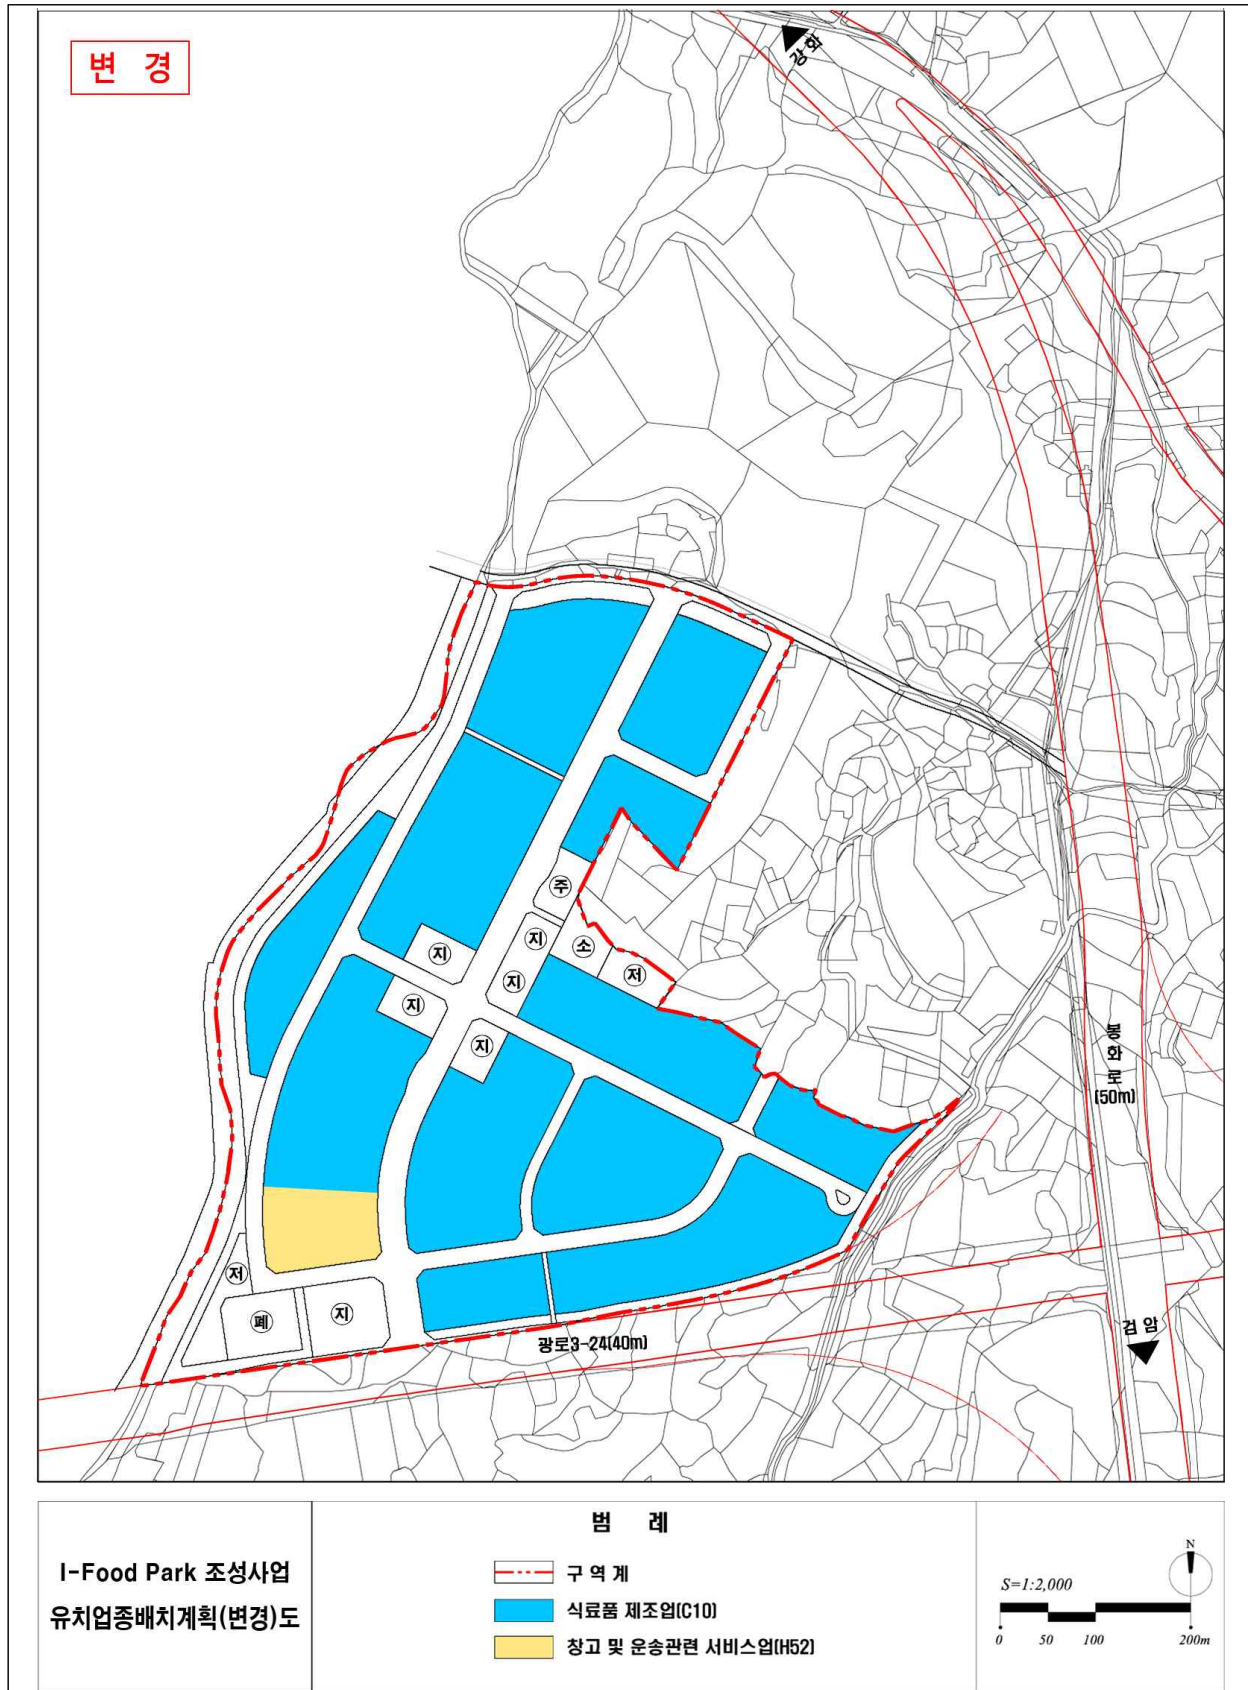 변 경
강화
주
지
소
지
저
지
지
지
봉화로
(50m)
저
폐
지
광로3-24(40m)
검암
I-Food Park 조성사업
유치업종배치계획(변경)도
범 례
구 역 계
식료품 제조업(C10)
창고 및 운송관련 서비스업(H52)
N
S=1:2,000
0 50 100 200m